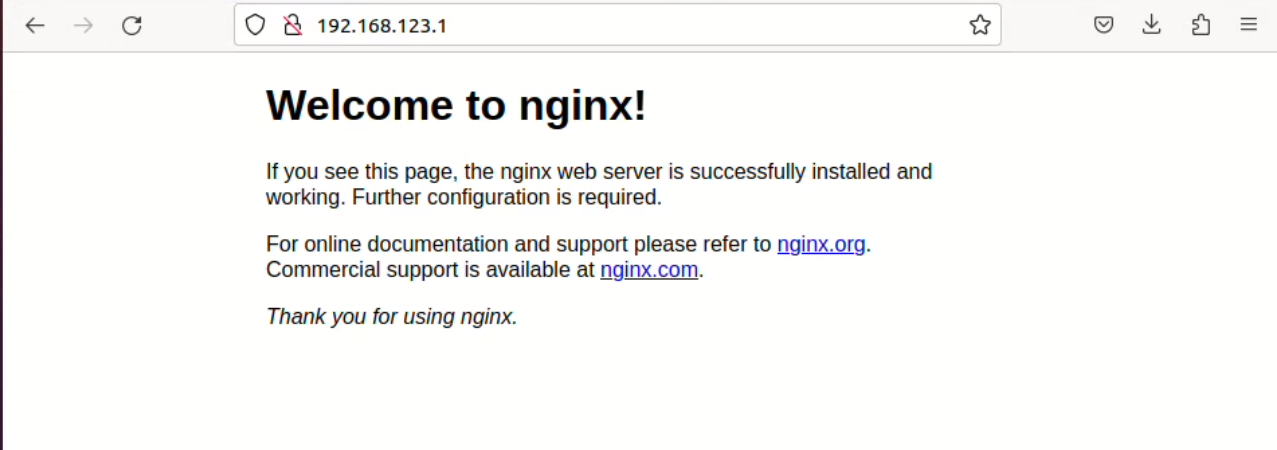 192.168.123.1
Welcome to nginx!
If you see this page, the nginx web server is successfully installed and
working. Further configuration is required.
For online documentation and support please refer to nginx.org.
Commercial support is available at nginx.com.
Thank you for using nginx.